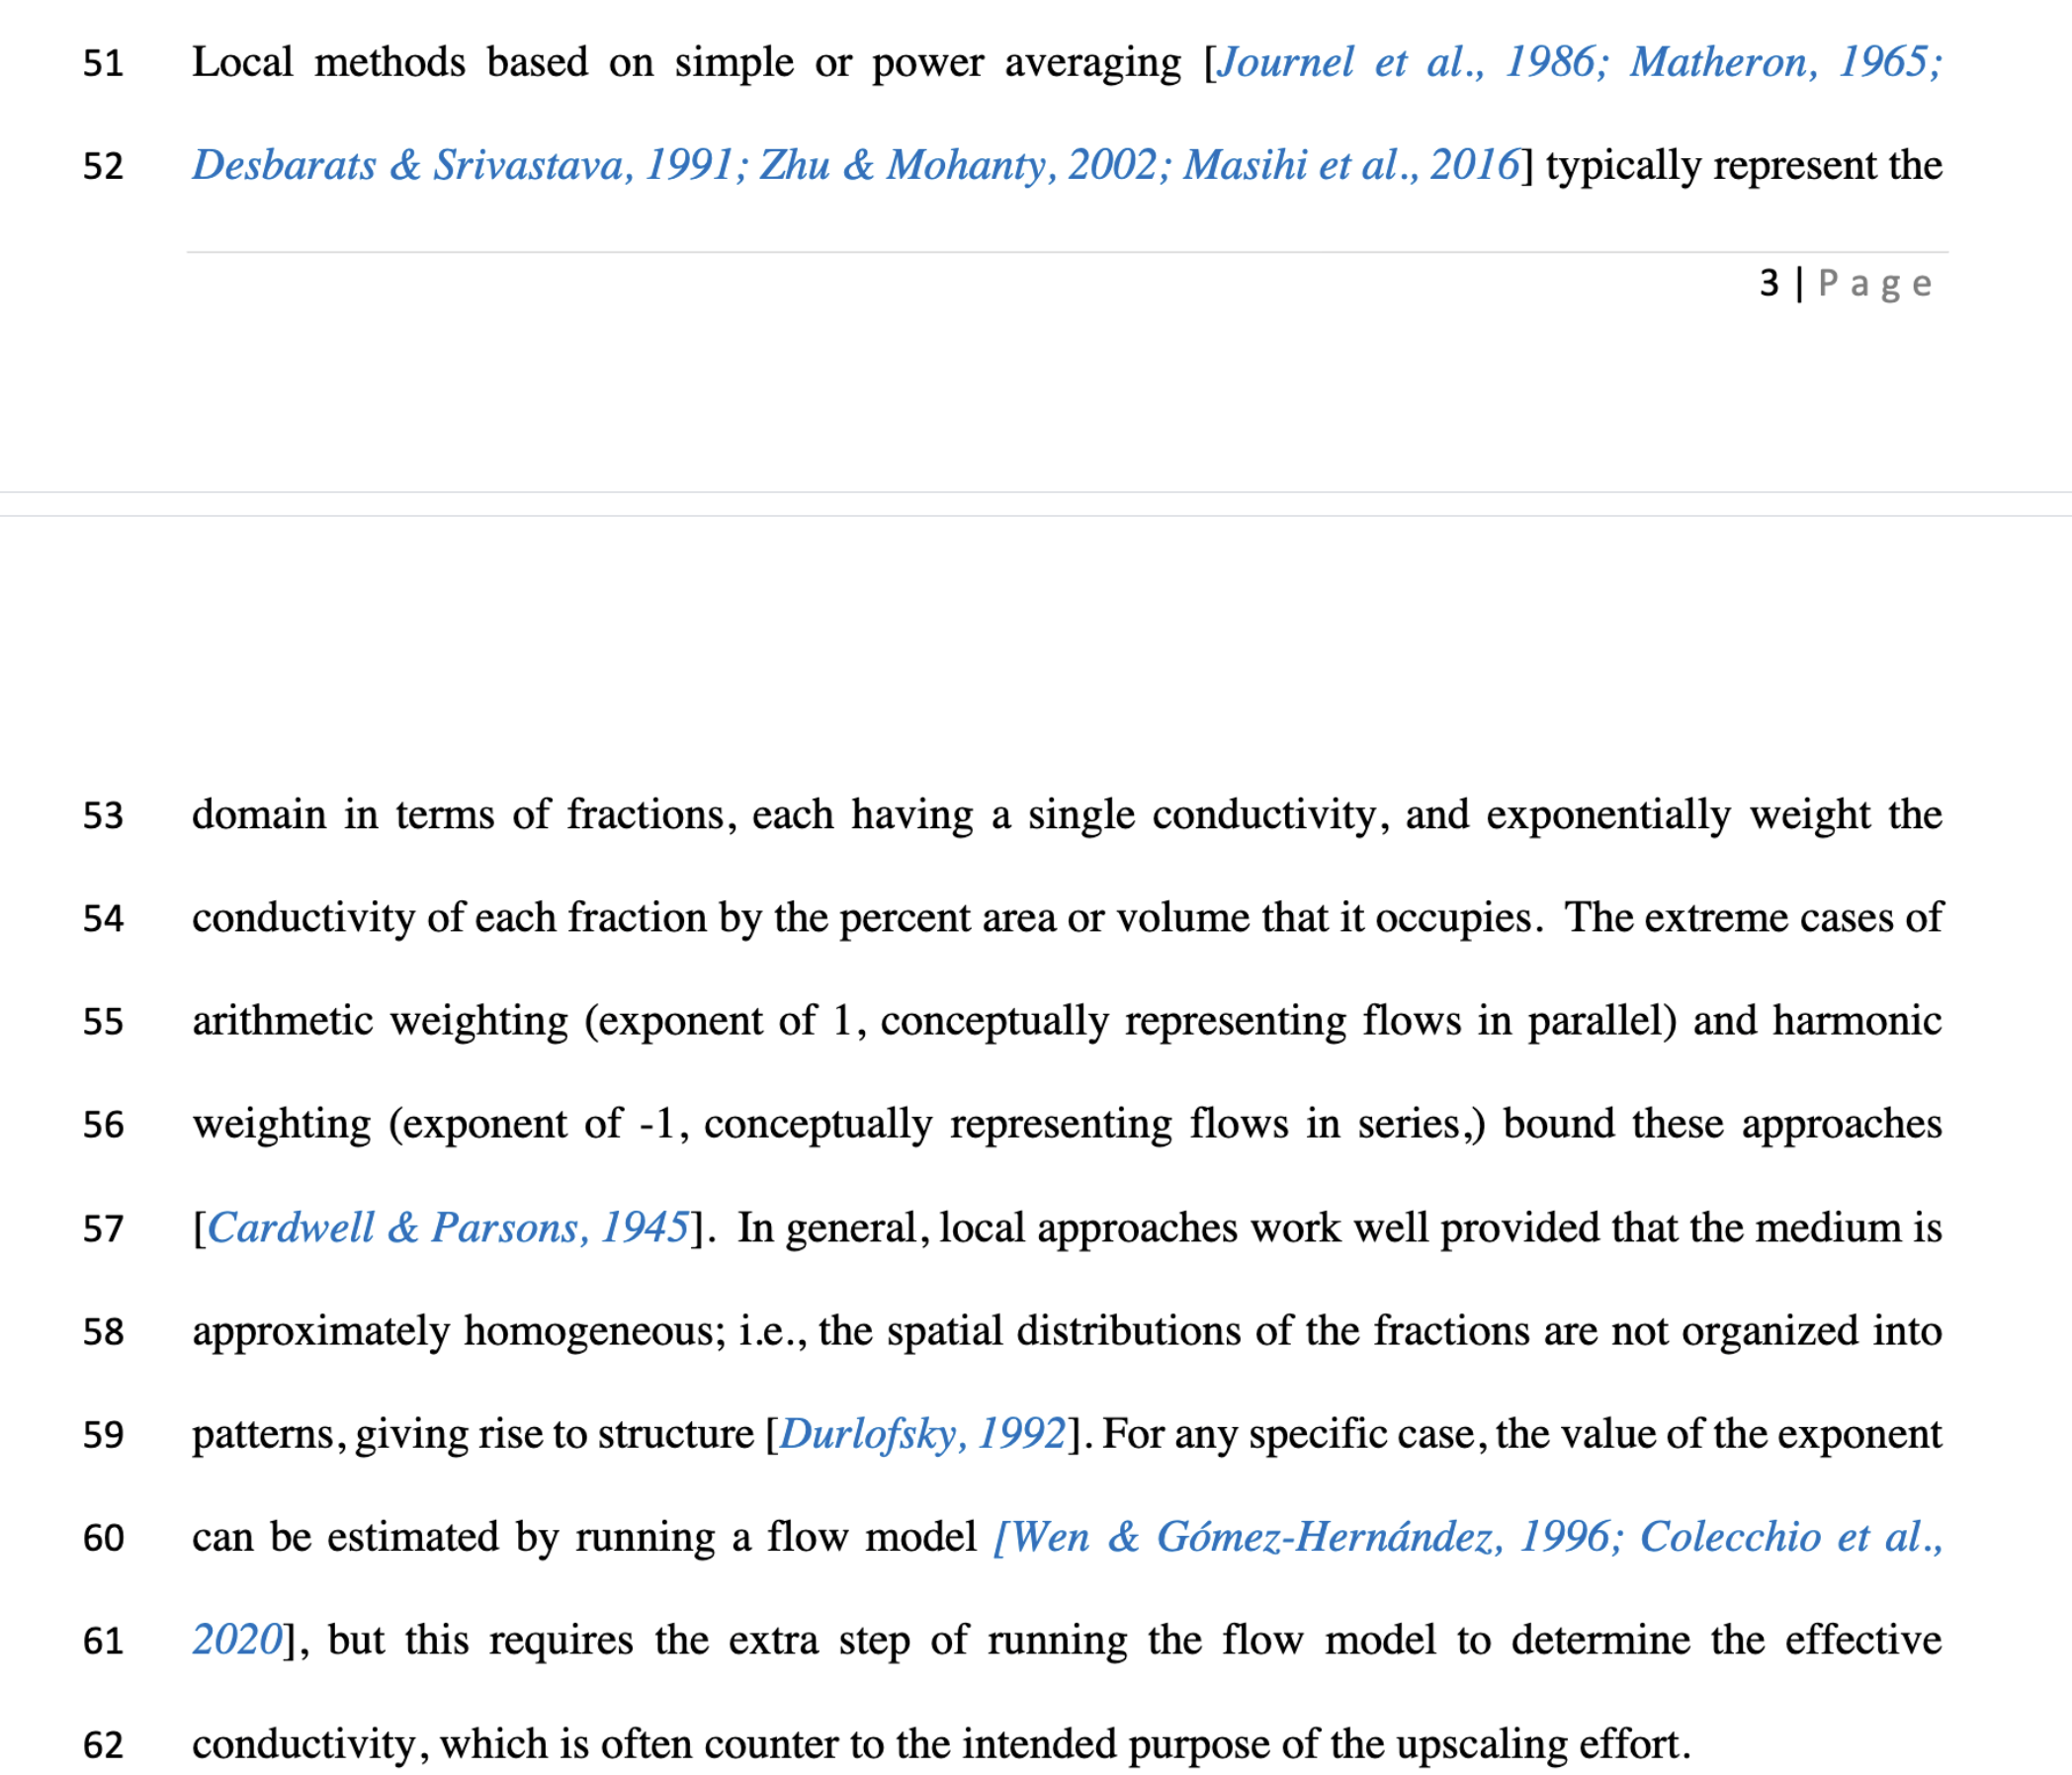 51 Local methods based on simple or power averaging [Journel et al., 1986; Matheron, 1965;
52 Desbarats & Srivastava, 1991; Zhu & Mohanty, 2002; Masihi et al., 2016] typically represent the
3 | Page
53 domain in terms of fractions, each having a single conductivity, and exponentially weight the
54 conductivity of each fraction by the percent area or volume that it occupies.  The extreme cases of
55 arithmetic weighting (exponent of 1, conceptually representing flows in parallel) and harmonic
56 weighting (exponent of -1, conceptually representing flows in series,) bound these approaches
57 [Cardwell & Parsons, 1945].  In general, local approaches work well provided that the medium is
58 approximately homogeneous; i.e., the spatial distributions of the fractions are not organized into
59 patterns, giving rise to structure [Durlofsky, 1992]. For any specific case, the value of the exponent
60 can be estimated by running a flow model [Wen & Gómez-Hernández, 1996; Colecchio et al.,
61 2020], but this requires the extra step of running the flow model to determine the effective
62 conductivity, which is often counter to the intended purpose of the upscaling effort.